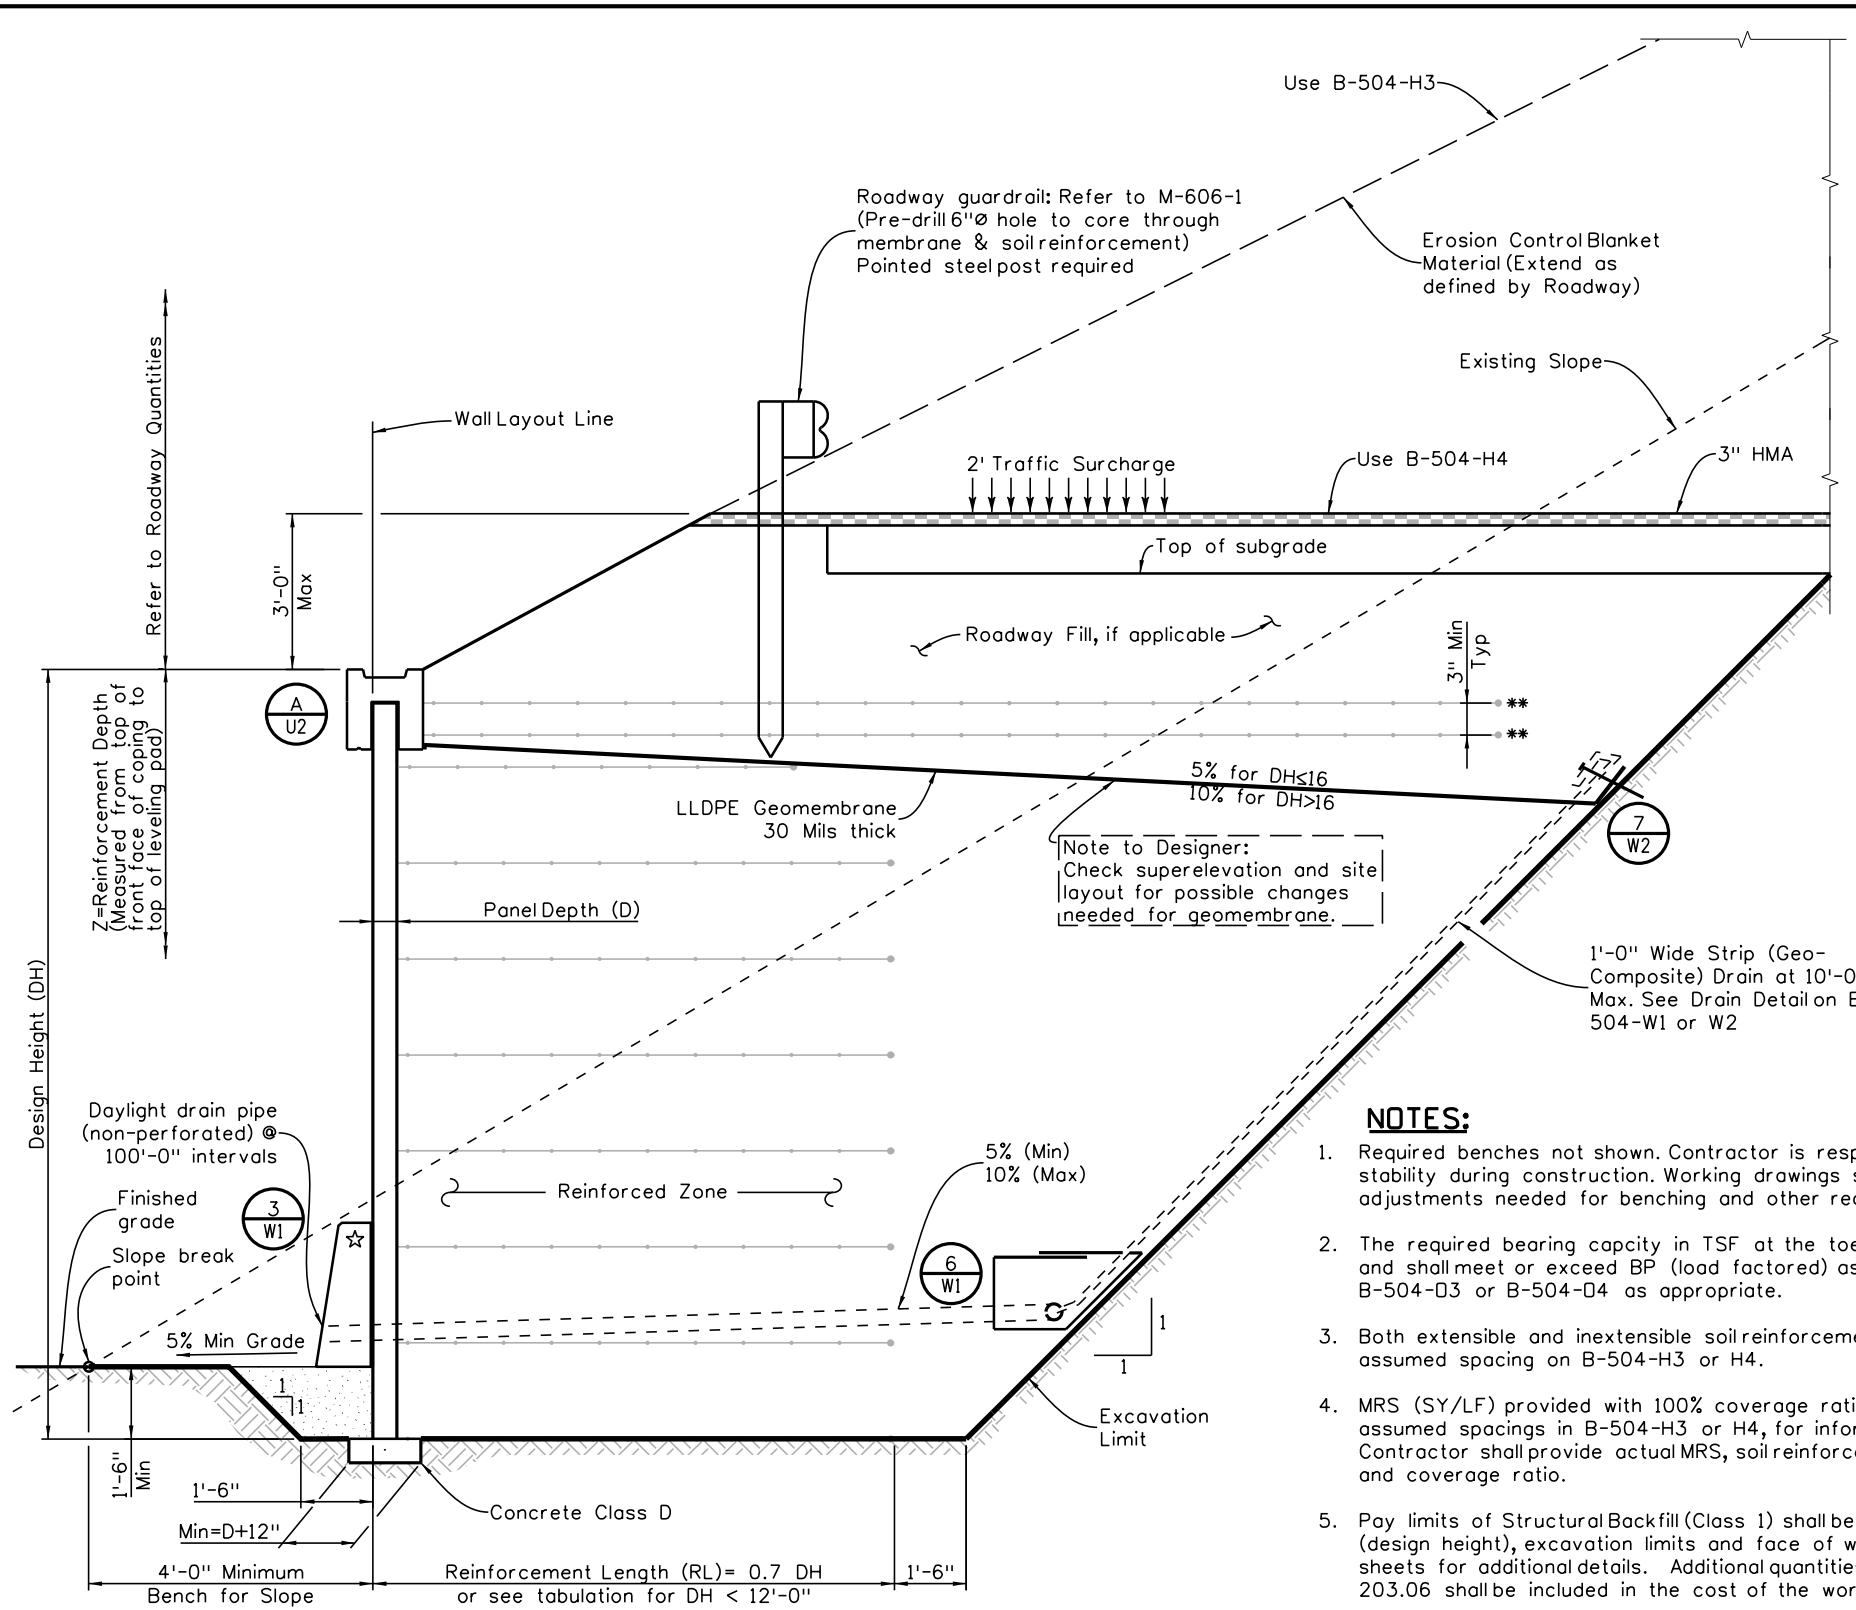 Use B-504-H3
Roadway guardrail: Refer to M-606-1
(Pre-drill 6"Ø hole to core through
membrane & soil reinforcement)
Pointed steel post required
Erosion Control Blanket
Material (Extend as
defined by Roadway)
Existing Slope
Wall Layout Line
2' Traffic Surcharge
Use B-504-H4
3" HMA
Top of subgrade
Refer to Roadway Quantities
3'-0"
Max
Roadway Fill, if applicable
3" Min
Typ
A
U2
**
**
Z=Reinforcement Depth
(Measured from top of
front face of coping to
top of leveling pad)
5% for DH≤16
10% for DH>16
LLDPE Geomembrane
30 Mils thick
7
W2
Note to Designer:
Check superelevation and site
layout for possible changes
needed for geomembrane.
Panel Depth (D)
1'-0" Wide Strip (Geo-
Composite) Drain at 10'-0
Max. See Drain Detail on B
504-W1 or W2
Design Height (DH)
Daylight drain pipe
(non-perforated) @
100'-0" intervals
5% (Min)
10% (Max)
Reinforced Zone
Finished
grade
3
W1
Slope break
point
6
W1
5% Min Grade
1
1
1
1
Excavation
Limit
1'-6"
Min
1'-6"
Concrete Class D
Min=D+12"
4'-0" Minimum
Bench for Slope
Reinforcement Length (RL)= 0.7 DH
or see tabulation for DH < 12'-0"
1'-6"
NOTES:
1. Required benches not shown. Contractor is resp
stability during construction. Working drawings s
adjustments needed for benching and other re
2. The required bearing capcity in TSF at the toe
and shall meet or exceed BP (load factored) as
B-504-O3 or B-504-O4 as appropriate.
3. Both extensible and inextensible soil reinforceme
assumed spacing on B-504-H3 or H4.
4. MRS (SY/LF) provided with 100% coverage rati
assumed spacings in B-504-H3 or H4, for infor
Contractor shall provide actual MRS, soil reinforc
and coverage ratio.
5. Pay limits of Structural Backfill (Class 1) shall be
(design height), excavation limits and face of w
sheets for additional details. Additional quantitie
203.06 shall be included in the cost of the wor